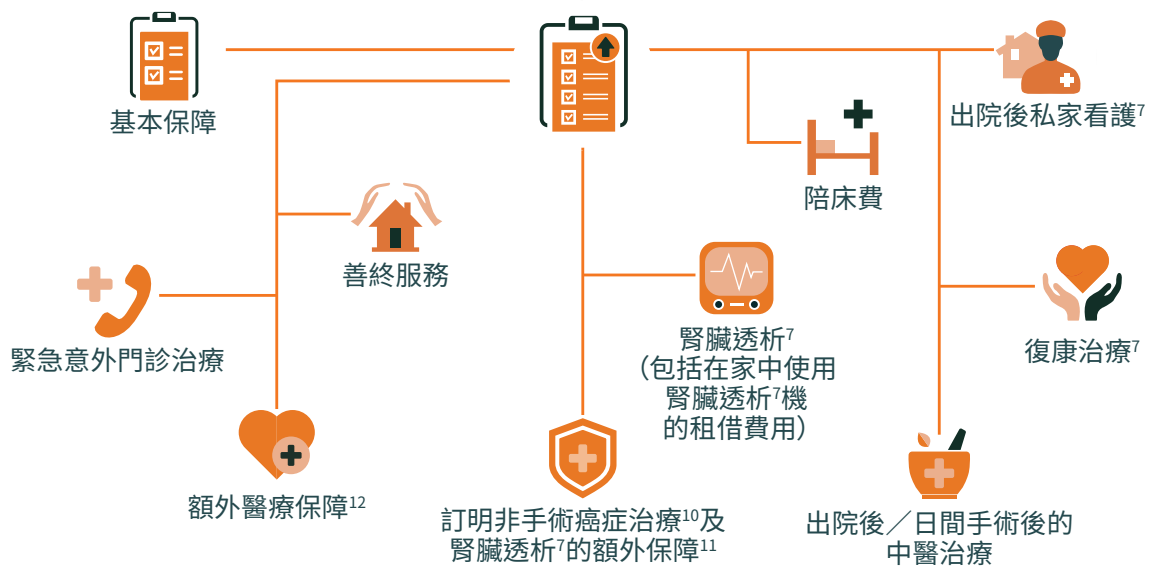 基本保障
出院後私家看護⁷
陪床費
善終服務
緊急意外門診治療
腎臟透析⁷
（包括在家中使用
腎臟透析⁷機
的租借費用）
復康治療⁷
額外醫療保障¹²
訂明非手術癌症治療¹⁰及
腎臟透析⁷的額外保障¹¹
出院後／日間手術後的
中醫治療